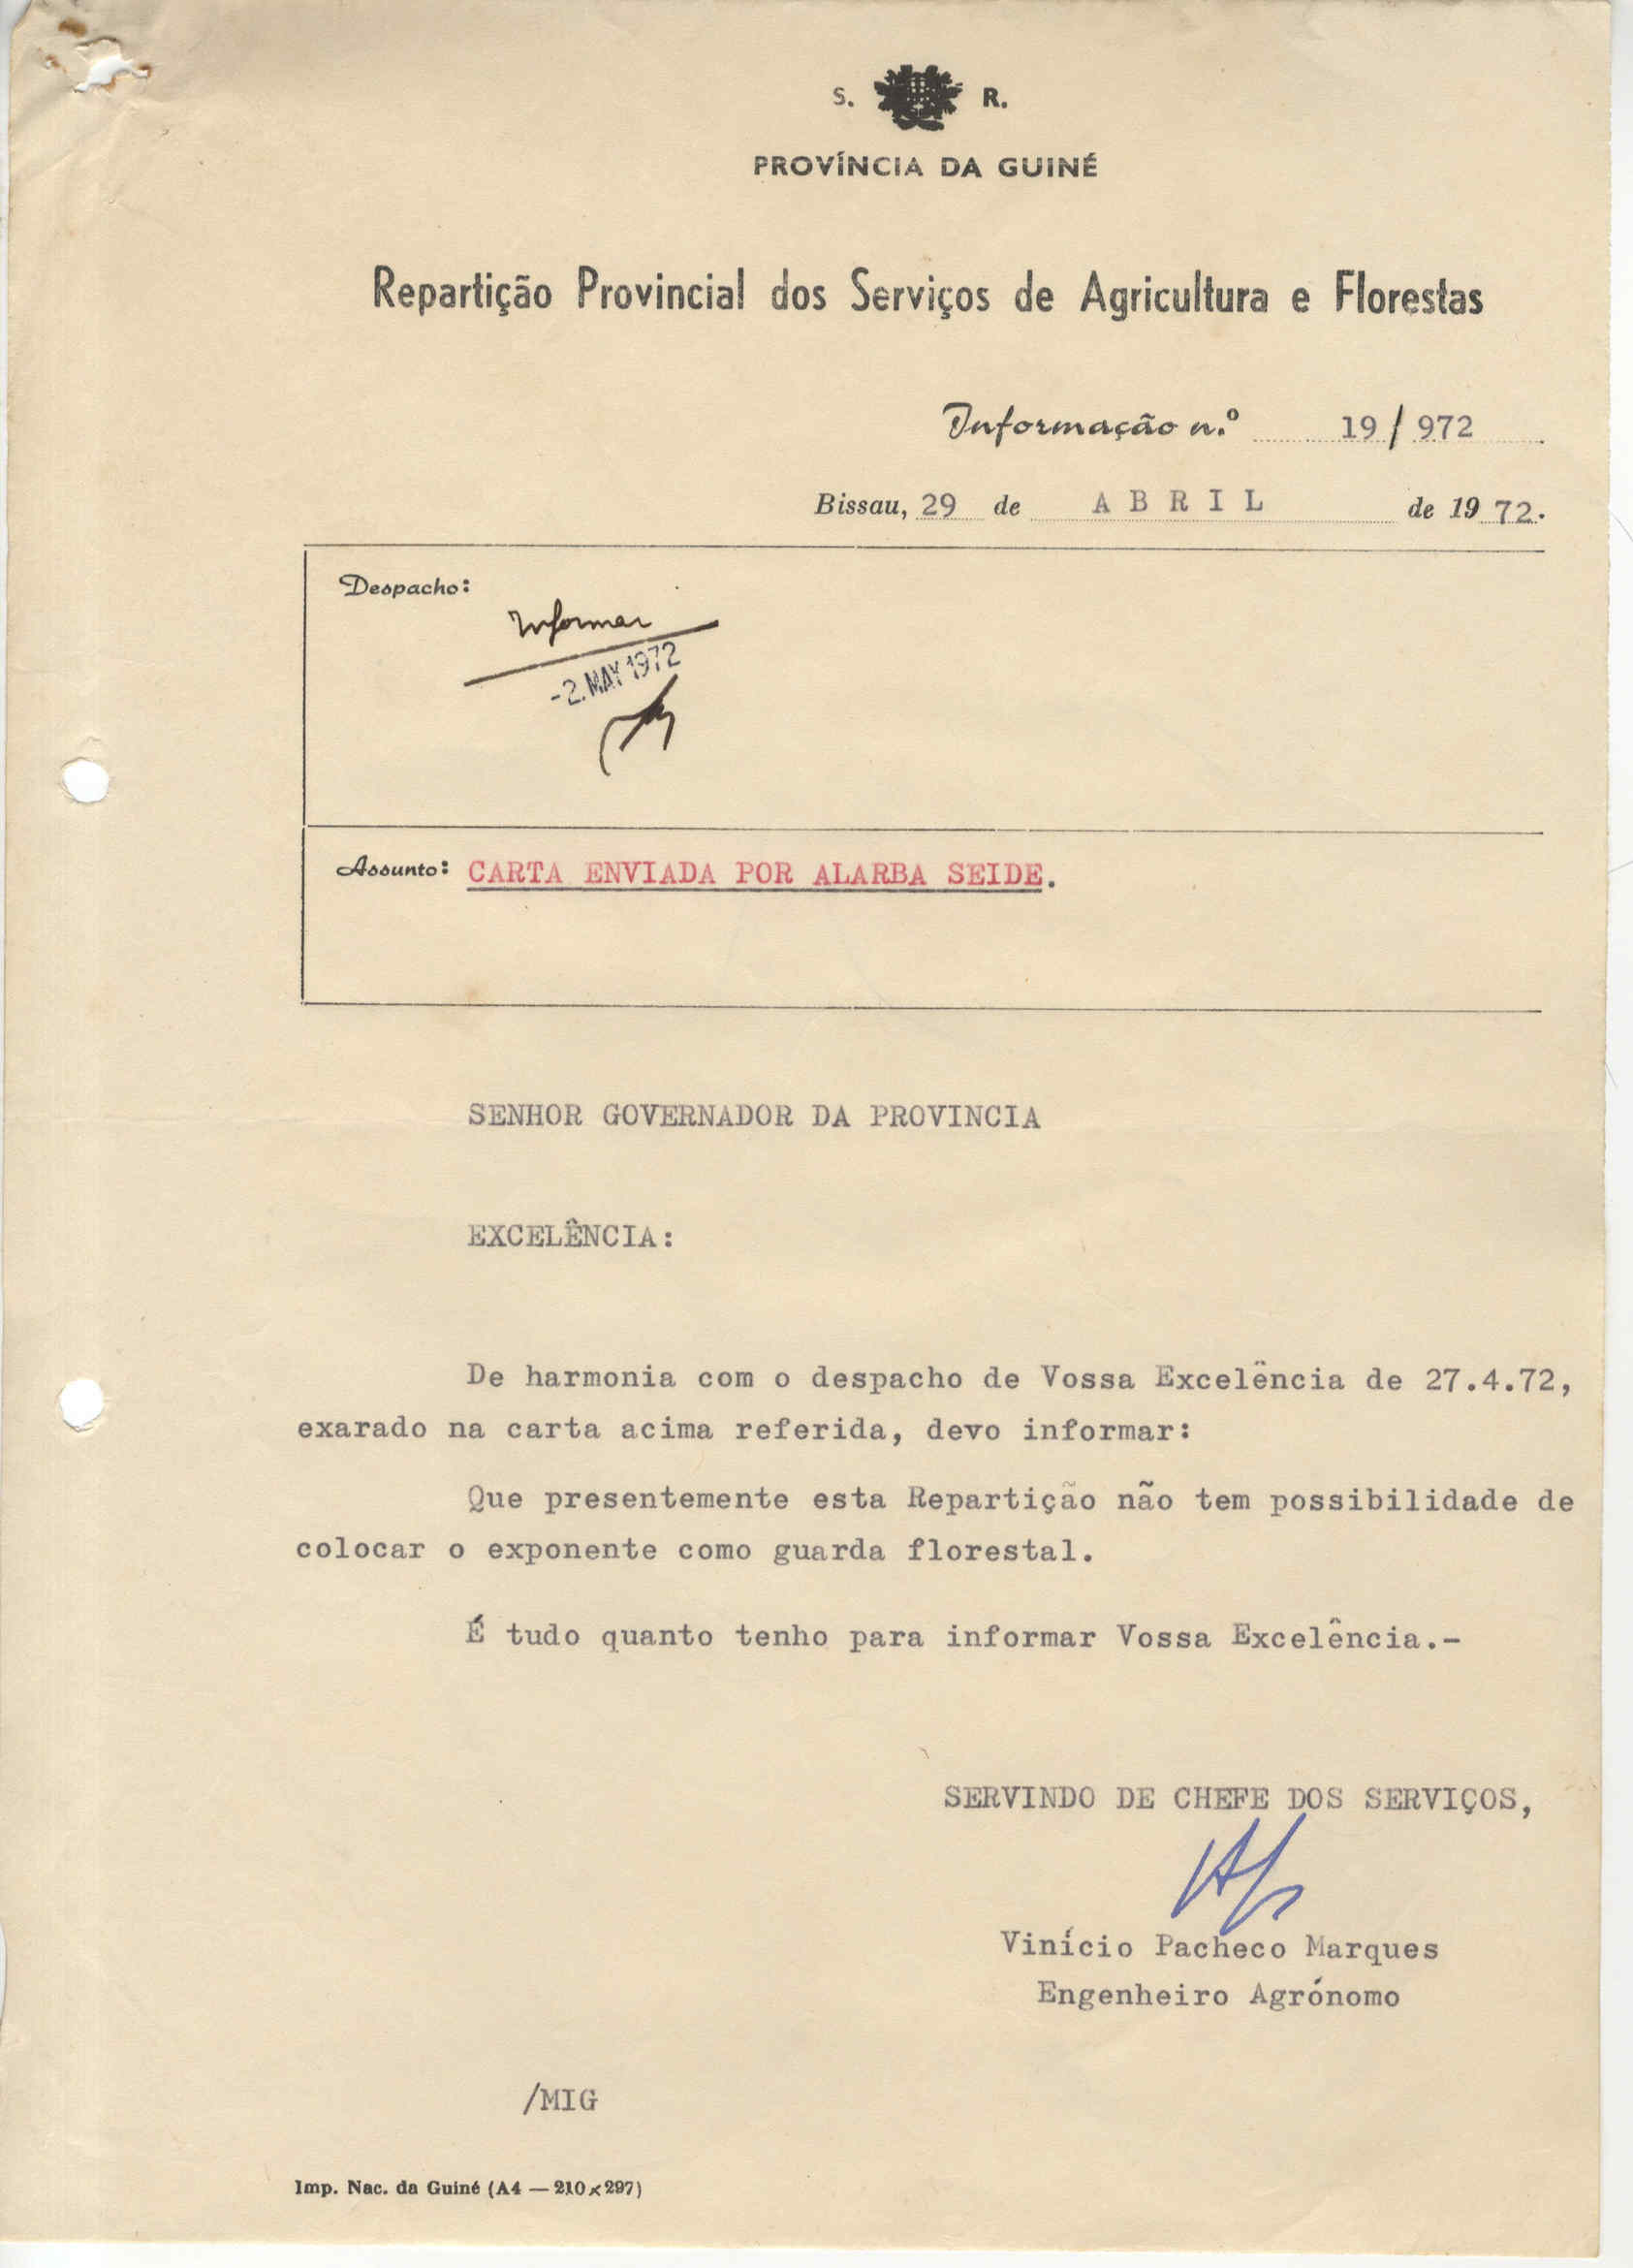 S. R.
PROVÍNCIA DA GUINÉ
Repartição Provincial dos Serviços de Agricultura e Florestas
Informação n.º 19/972
Bissau, 29 de ABRIL de 1972.
Despacho:
Informar
-2. MAY 1972
Assunto: CARTA ENVIADA POR ALARBA SEIDE.
SENHOR GOVERNADOR DA PROVINCIA
EXCELÊNCIA:
De harmonia com o despacho de Vossa Excelência de 27.4.72,
exarado na carta acima referida, devo informar:
Que presentemente esta Repartição não tem possibilidade de
colocar o exponente como guarda florestal.
É tudo quanto tenho para informar Vossa Excelência.-
SERVINDO DE CHEFE DOS SERVIÇOS,
Vinício Pacheco Marques
Engenheiro Agrónomo
/MIG
Imp. Nac. da Guiné (A4 — 210×297)